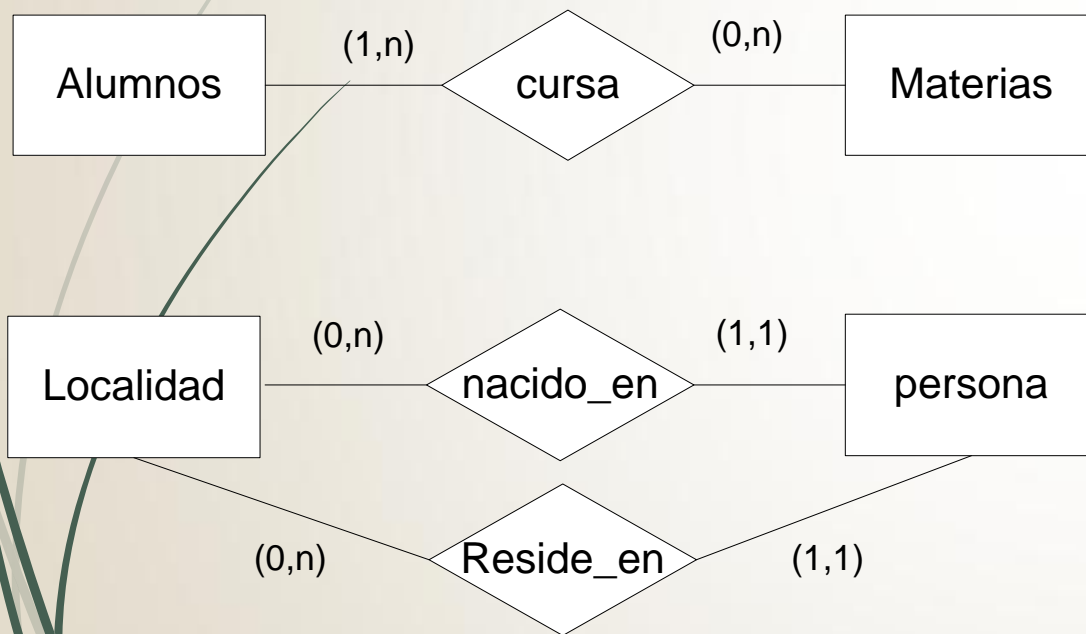 (1,n) (0,n)
Alumnos cursa Materias
(0,n) (1,1)
Localidad nacido_en persona
(0,n) Reside_en (1,1)